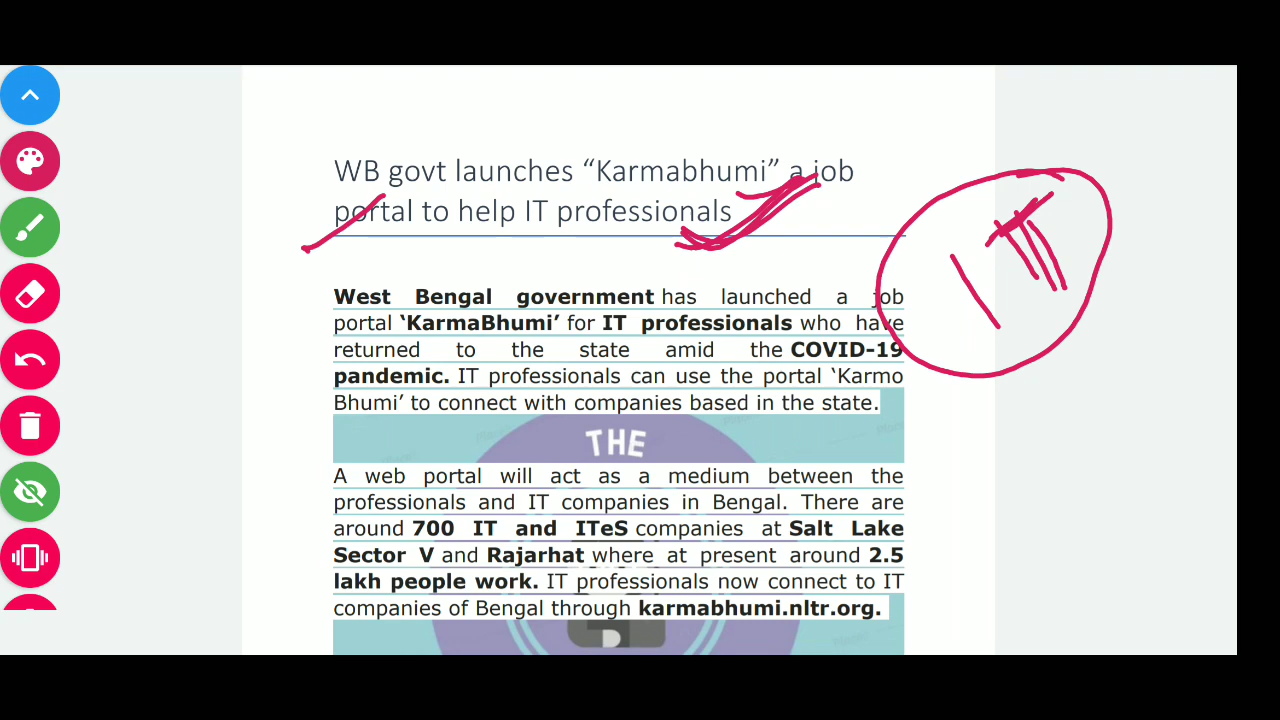 WB govt launches “Karmabhumi” a job
portal to help IT professionals
IT
West Bengal government has launched a job
portal ‘KarmaBhumi’ for IT professionals who have
returned to the state amid the COVID-19
pandemic. IT professionals can use the portal ‘Karmo
Bhumi’ to connect with companies based in the state.
THE
A web portal will act as a medium between the
professionals and IT companies in Bengal. There are
around 700 IT and ITeS companies at Salt Lake
Sector V and Rajarhat where at present around 2.5
lakh people work. IT professionals now connect to IT
companies of Bengal through karmabhumi.nltr.org.